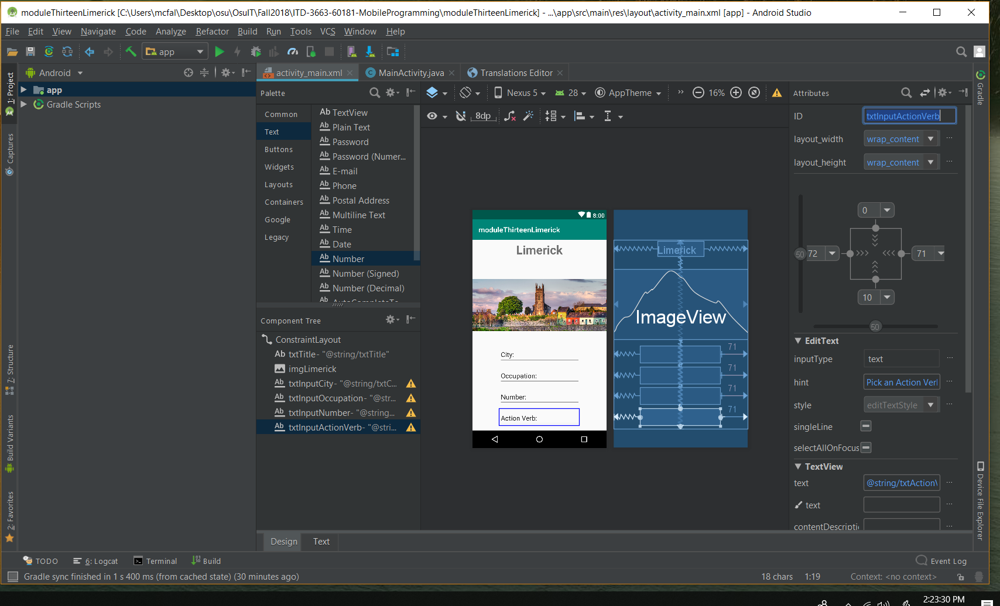 moduleThirteenLimerick [C:\Users\mcfal\Desktop\osu\OsuIT\Fall2018\ITD-3663-60181-MobileProgramming\moduleThirteenLimerick] - ...\app\src\main\res\layout\activity_main.xml [app] - Android Studio
File Edit View Navigate Code Analyze Refactor Build Run Tools VCS Window Help
app
1: Project
Captures
7: Structure
Build Variants
2: Favorites
Android
app
Gradle Scripts
activity_main.xml
MainActivity.java
Translations Editor
Palette
Common
Text
Buttons
Widgets
Layouts
Containers
Google
Legacy
Ab TextView
Ab Plain Text
Ab Password
Ab Password (Numer...
Ab E-mail
Ab Phone
Ab Postal Address
Ab Multiline Text
Ab Time
Ab Date
Ab Number
Ab Number (Signed)
Ab Number (Decimal)
Ab AutoCompleteTe
Component Tree
ConstraintLayout
Ab txtTitle- "@string/txtTitle"
imgLimerick
Ab txtInputCity- "@string/txtC...
Ab txtInputOccupation- "@str...
Ab txtInputNumber- "@string...
Ab txtInputActionVerb- "@stri...
Nexus 5 28 AppTheme 16%
8dp
8:00
moduleThirteenLimerick
Limerick
City:
Occupation:
Number:
Action Verb:
Limerick
ImageView
71
71
71
71
Attributes
ID txtInputActionVerb
layout_width wrap_content ...
layout_height wrap_content ...
0
50 72 71
10
50
EditText
inputType text ...
hint Pick an Action Verl ...
style editTextStyle ...
singleLine
selectAllOnFocus
TextView
text @string/txtAction\ ...
text ...
contentDescripti ...
Gradle
Device File Explorer
Design Text
TODO 6: Logcat Terminal Build Event Log
Gradle sync finished in 1 s 400 ms (from cached state) (30 minutes ago) 18 chars 1:19 Context: <no context>
2:23:30 PM